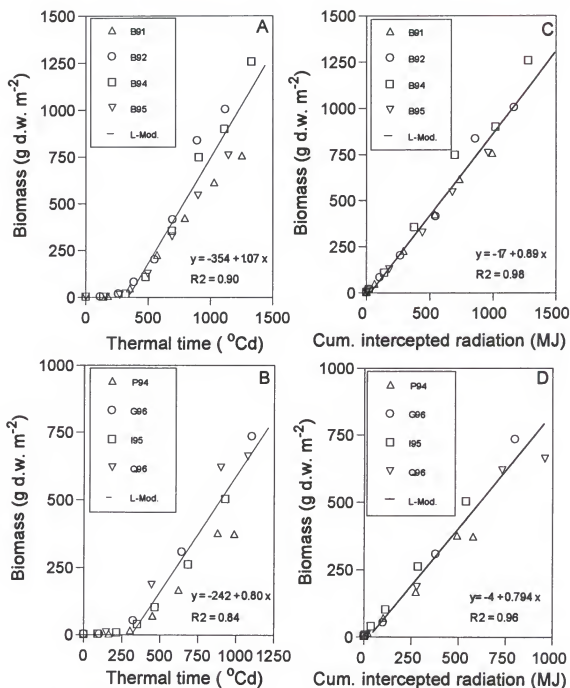 A
△ B91
○ B92
□ B94
▽ B95
— L-Mod.
Biomass (g d.w. m-2)
1500
1250
1000
750
500
250
0
y = -354 + 1.07 x
R2 = 0.90
0 500 1000 1500
Thermal time ( oCd)
C
△ B91
○ B92
□ B94
▽ B95
— L-Mod.
Biomass (g d.w. m-2)
1500
1250
1000
750
500
250
0
y = -17 + 0.89 x
R2 = 0.98
0 500 1000 1500
Cum. intercepted radiation (MJ)
B
△ P94
○ G96
□ I95
▽ Q96
— L-Mod.
Biomass (g d.w. m-2)
1000
750
500
250
0
y= -242 + 0.80 x
R2 = 0.84
0 250 500 750 1000 1250
Thermal time ( oCd)
D
△ P94
○ G96
□ I95
▽ Q96
— L-Mod.
Biomass (g d.w. m-2)
1000
750
500
250
0
y= -4 + 0.794 x
R2 = 0.96
0 250 500 750 1000
Cum. intercepted radiation (MJ)